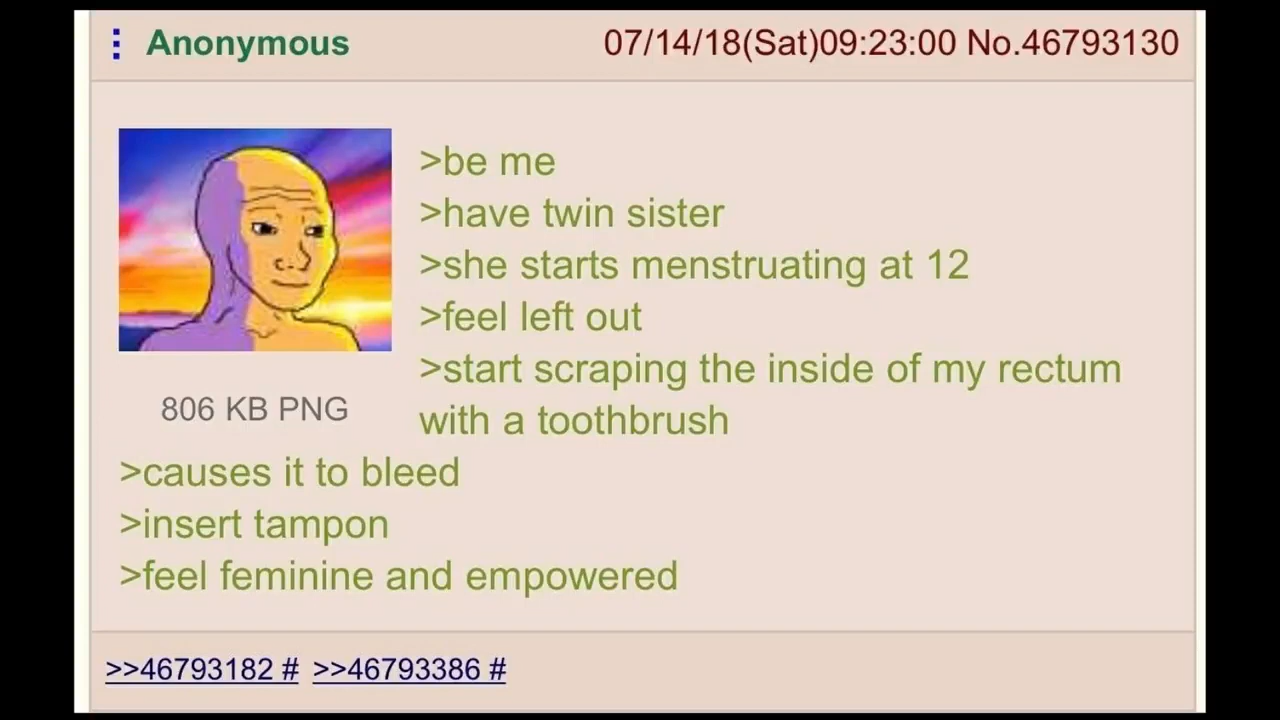 Anonymous 07/14/18(Sat)09:23:00 No.46793130
>be me
>have twin sister
>she starts menstruating at 12
>feel left out
>start scraping the inside of my rectum
with a toothbrush
806 KB PNG
>causes it to bleed
>insert tampon
>feel feminine and empowered
>>46793182 # >>46793386 #